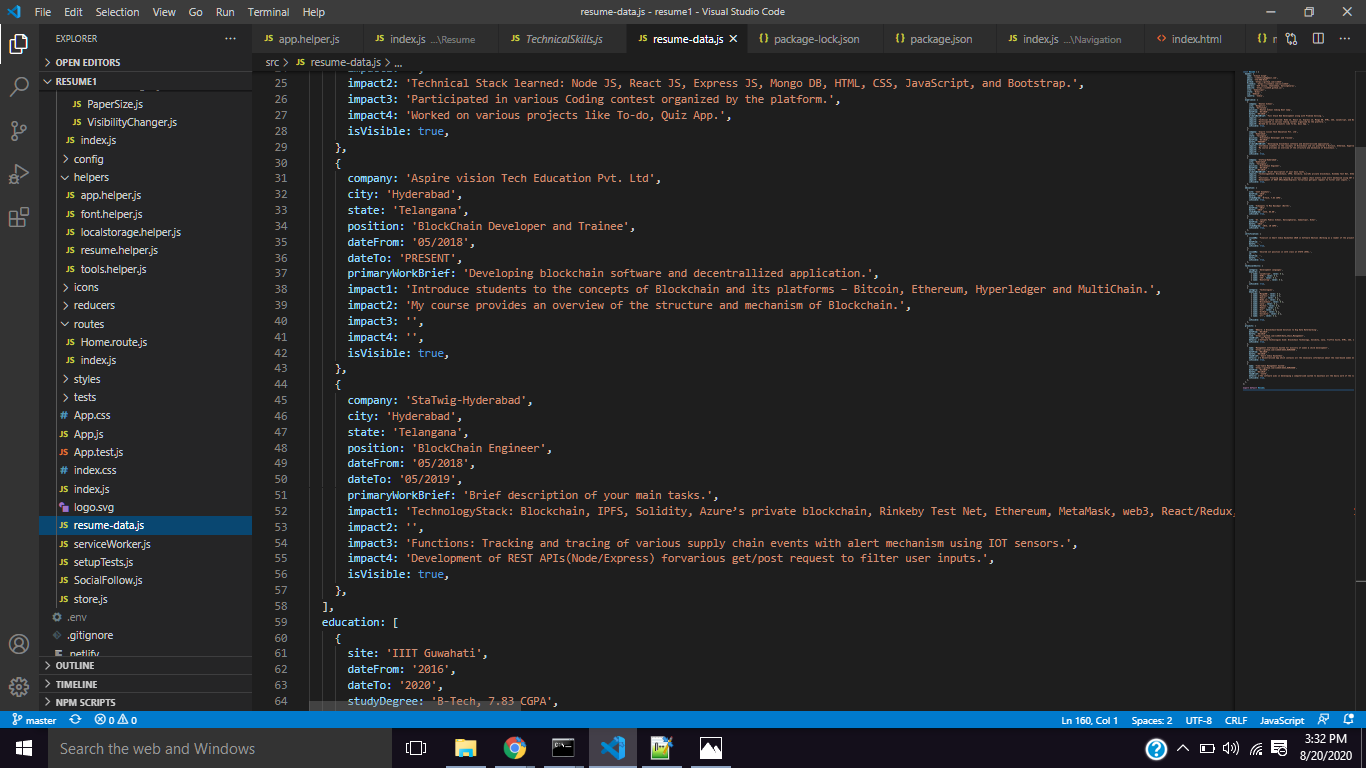 File Edit Selection View Go Run Terminal Help
resume-data.js - resume1 - Visual Studio Code
EXPLORER
app.helper.js
index.js ...\Resume
TechnicalSkills.js
resume-data.js
package-lock.json
package.json
index.js ...\Navigation
index.html
src > JS resume-data.js > ...
OPEN EDITORS
RESUME1
PaperSize.js
VisibilityChanger.js
index.js
config
helpers
app.helper.js
font.helper.js
localstorage.helper.js
resume.helper.js
tools.helper.js
icons
reducers
routes
Home.route.js
index.js
styles
tests
App.css
App.js
App.test.js
index.css
index.js
logo.svg
resume-data.js
serviceWorker.js
setupTests.js
SocialFollow.js
store.js
.env
.gitignore
netlify
OUTLINE
TIMELINE
NPM SCRIPTS
25 impact2: 'Technical Stack learned: Node JS, React JS, Express JS, Mongo DB, HTML, CSS, JavaScript, and Bootstrap.',
26 impact3: 'Participated in various Coding contest organized by the platform.',
27 impact4: 'Worked on various projects like To-do, Quiz App.',
28 isVisible: true,
29 },
30 {
31 company: 'Aspire vision Tech Education Pvt. Ltd',
32 city: 'Hyderabad',
33 state: 'Telangana',
34 position: 'BlockChain Developer and Trainee',
35 dateFrom: '05/2018',
36 dateTo: 'PRESENT',
37 primaryWorkBrief: 'Developing blockchain software and decentrallized application.',
38 impact1: 'Introduce students to the concepts of Blockchain and its platforms – Bitcoin, Ethereum, Hyperledger and MultiChain.',
39 impact2: 'My course provides an overview of the structure and mechanism of Blockchain.',
40 impact3: '',
41 impact4: '',
42 isVisible: true,
43 },
44 {
45 company: 'StaTwig-Hyderabad',
46 city: 'Hyderabad',
47 state: 'Telangana',
48 position: 'BlockChain Engineer',
49 dateFrom: '05/2018',
50 dateTo: '05/2019',
51 primaryWorkBrief: 'Brief description of your main tasks.',
52 impact1: 'TechnologyStack: Blockchain, IPFS, Solidity, Azure’s private blockchain, Rinkeby Test Net, Ethereum, MetaMask, web3, React/Redux,
53 impact2: '',
54 impact3: 'Functions: Tracking and tracing of various supply chain events with alert mechanism using IOT sensors.',
55 impact4: 'Development of REST APIs(Node/Express) forvarious get/post request to filter user inputs.',
56 isVisible: true,
57 },
58 ],
59 education: [
60 {
61 site: 'IIIT Guwahati',
62 dateFrom: '2016',
63 dateTo: '2020',
64 studyDegree: 'B-Tech, 7.83 CGPA',
master 0 0 Ln 160, Col 1 Spaces: 2 UTF-8 CRLF JavaScript
Search the web and Windows
3:32 PM
8/20/2020